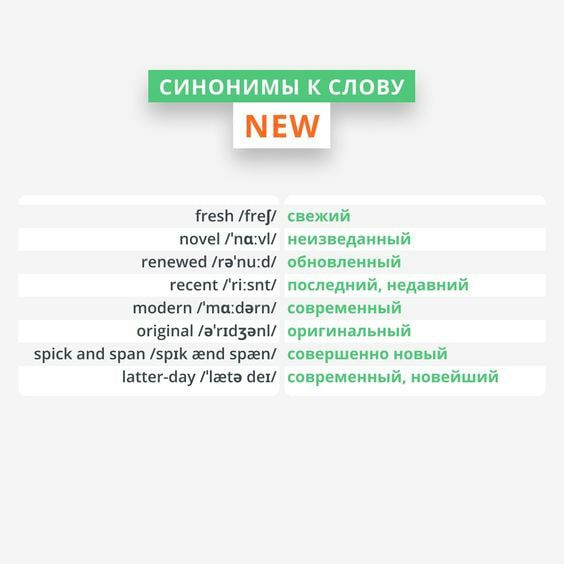 СИНОНИМЫ К СЛОВУ
NEW
fresh /freʃ/ свежий
novel /ˈnɑːvl/ неизведанный
renewed /rəˈnuːd/ обновленный
recent /ˈriːsnt/ последний, недавний
modern /ˈmɑːdərn/ современный
original /əˈrɪdʒənl/ оригинальный
spick and span /spɪk ænd spæn/ совершенно новый
latter-day /ˈlætə deɪ/ современный, новейший